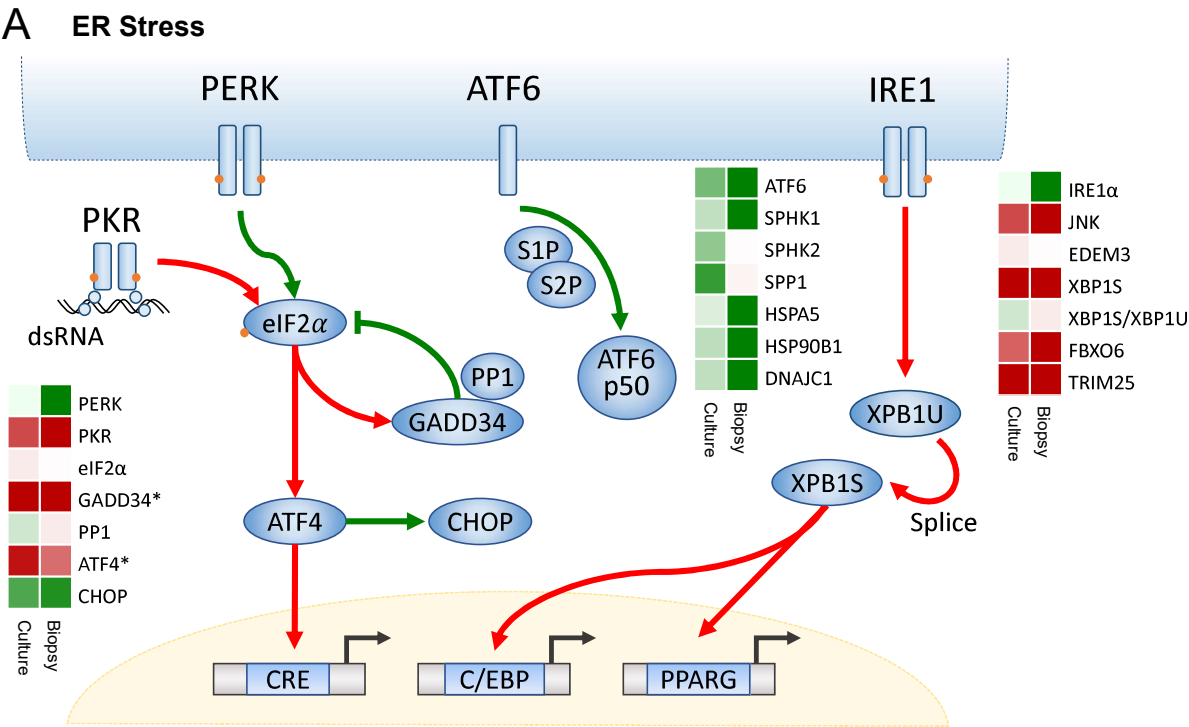 A ER Stress
PERK
ATF6
IRE1
PKR
dsRNA
S1P
S2P
eIF2α
PP1
GADD34
ATF6
p50
ATF4
CHOP
XPB1U
XPB1S
Splice
CRE
C/EBP
PPARG
PERK
PKR
eIF2α
GADD34*
PP1
ATF4*
CHOP
Culture
Biopsy
ATF6
SPHK1
SPHK2
SPP1
HSPA5
HSP90B1
DNAJC1
Culture
Biopsy
IRE1α
JNK
EDEM3
XBP1S
XBP1S/XBP1U
FBXO6
TRIM25
Culture
Biopsy